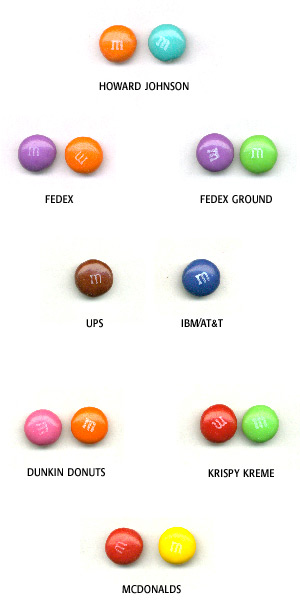 m m
HOWARD JOHNSON
m m m m
FEDEX FEDEX GROUND
m m
UPS IBM/AT&T
m m m m
DUNKIN DONUTS KRISPY KREME
m m
MCDONALDS